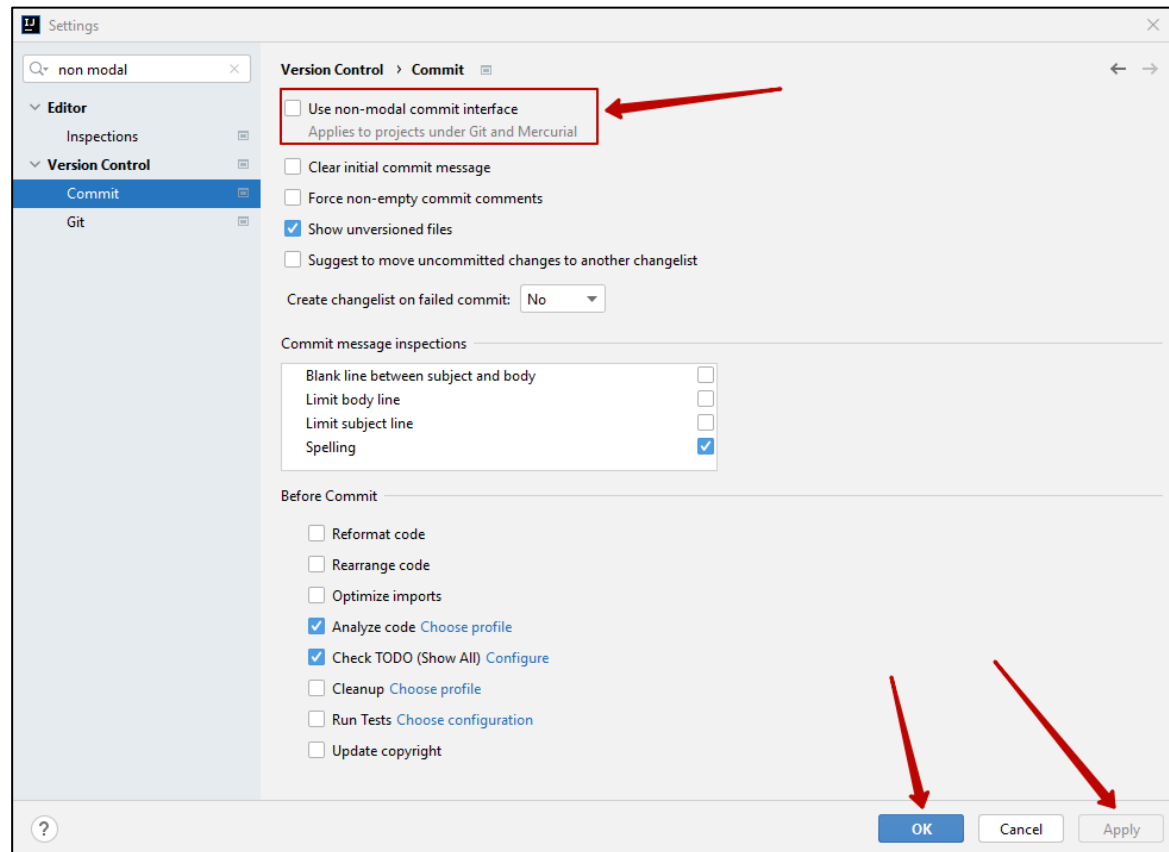 IJ Settings
non modal
Editor
Inspections
Version Control
Commit
Git
Version Control › Commit
Use non-modal commit interface
Applies to projects under Git and Mercurial
Clear initial commit message
Force non-empty commit comments
Show unversioned files
Suggest to move uncommitted changes to another changelist
Create changelist on failed commit: No
Commit message inspections
Blank line between subject and body
Limit body line
Limit subject line
Spelling
Before Commit
Reformat code
Rearrange code
Optimize imports
Analyze code Choose profile
Check TODO (Show All) Configure
Cleanup Choose profile
Run Tests Choose configuration
Update copyright
? OK Cancel Apply